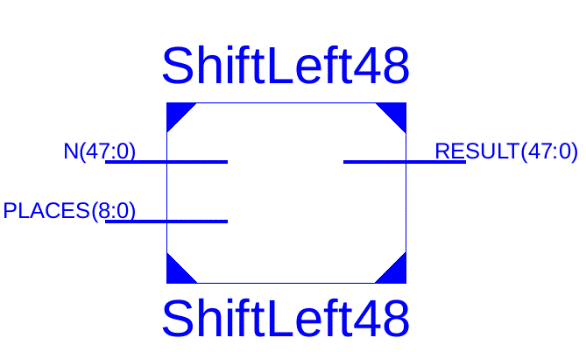 ShiftLeft48
N(47:0)
RESULT(47:0)
PLACES(8:0)
ShiftLeft48